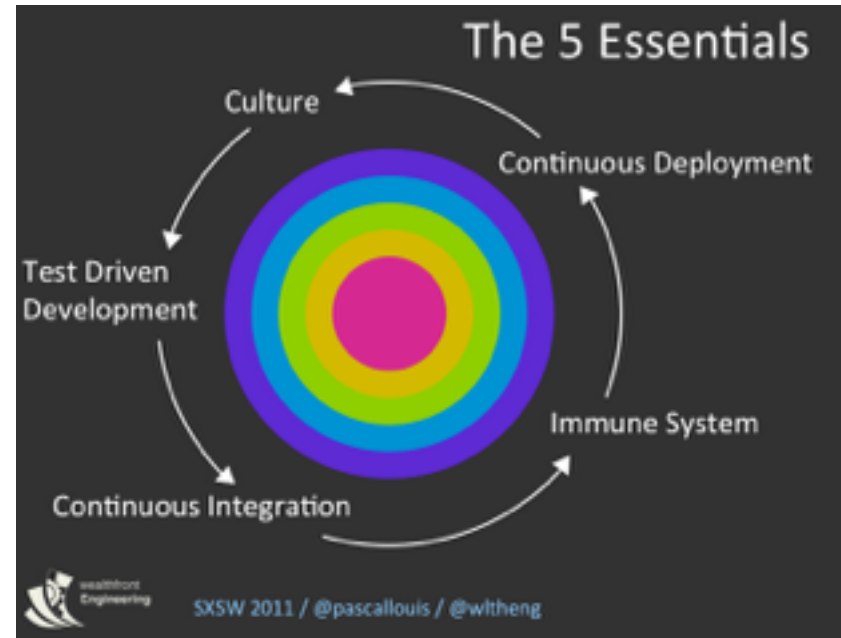 The 5 Essentials
Culture
Continuous Deployment
Test Driven
Development
Immune System
Continuous Integration
wealthfront
Engineering
SXSW 2011 / @pascallouis / @wltheng